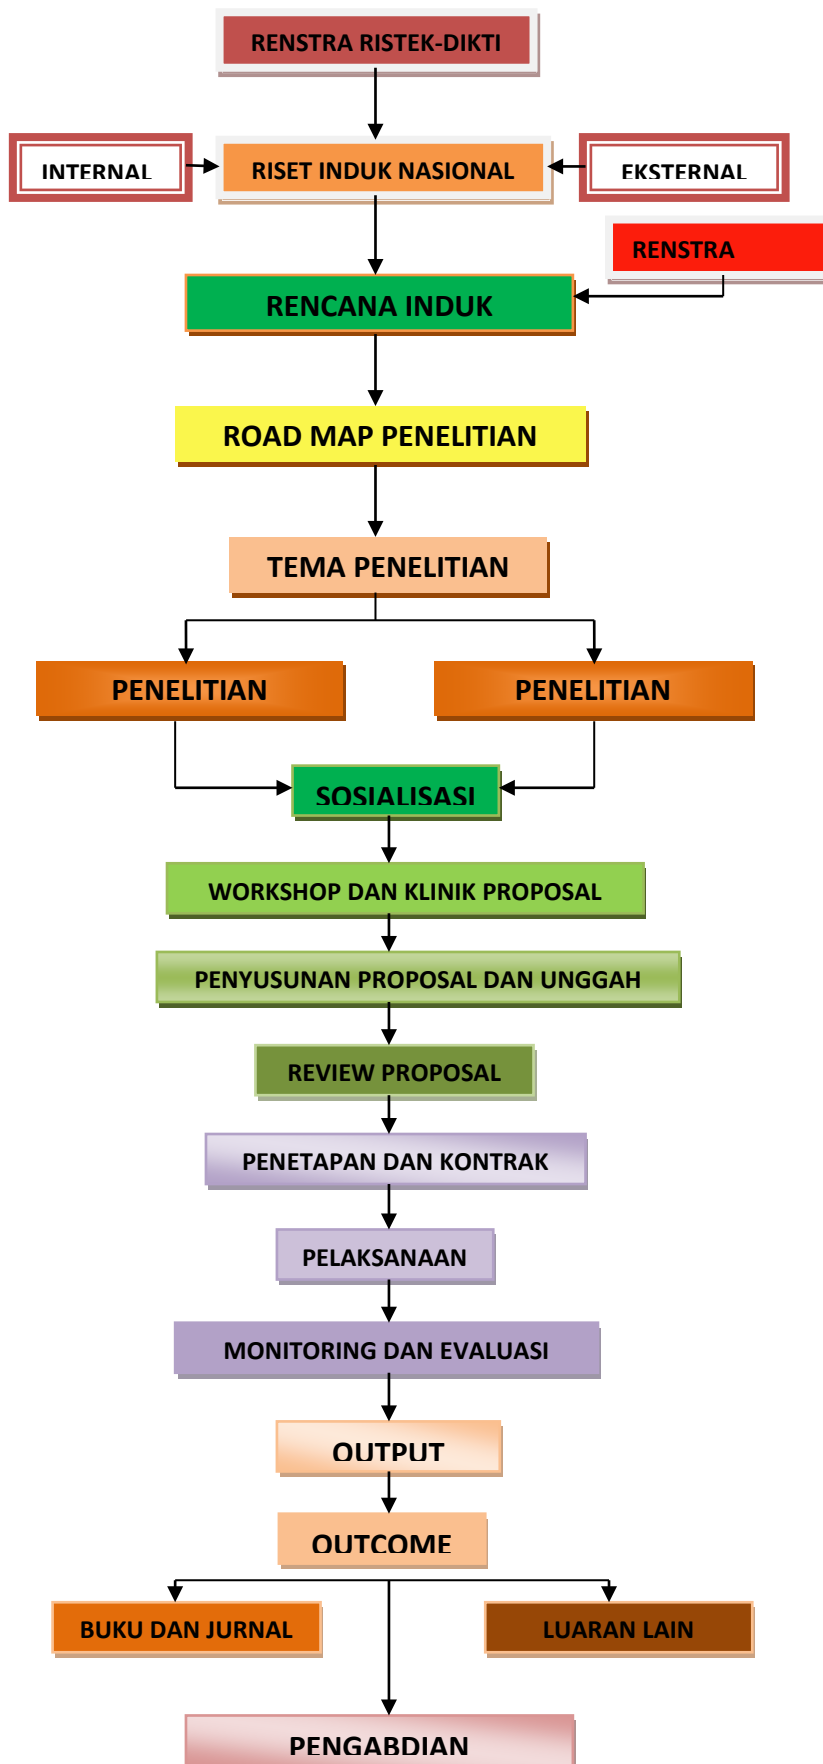 RENSTRA RISTEK-DIKTI
INTERNAL
RISET INDUK NASIONAL
EKSTERNAL
RENSTRA
RENCANA INDUK
ROAD MAP PENELITIAN
TEMA PENELITIAN
PENELITIAN
PENELITIAN
SOSIALISASI
WORKSHOP DAN KLINIK PROPOSAL
PENYUSUNAN PROPOSAL DAN UNGGAH
REVIEW PROPOSAL
PENETAPAN DAN KONTRAK
PELAKSANAAN
MONITORING DAN EVALUASI
OUTPUT
OUTCOME
BUKU DAN JURNAL
LUARAN LAIN
PENGABDIAN